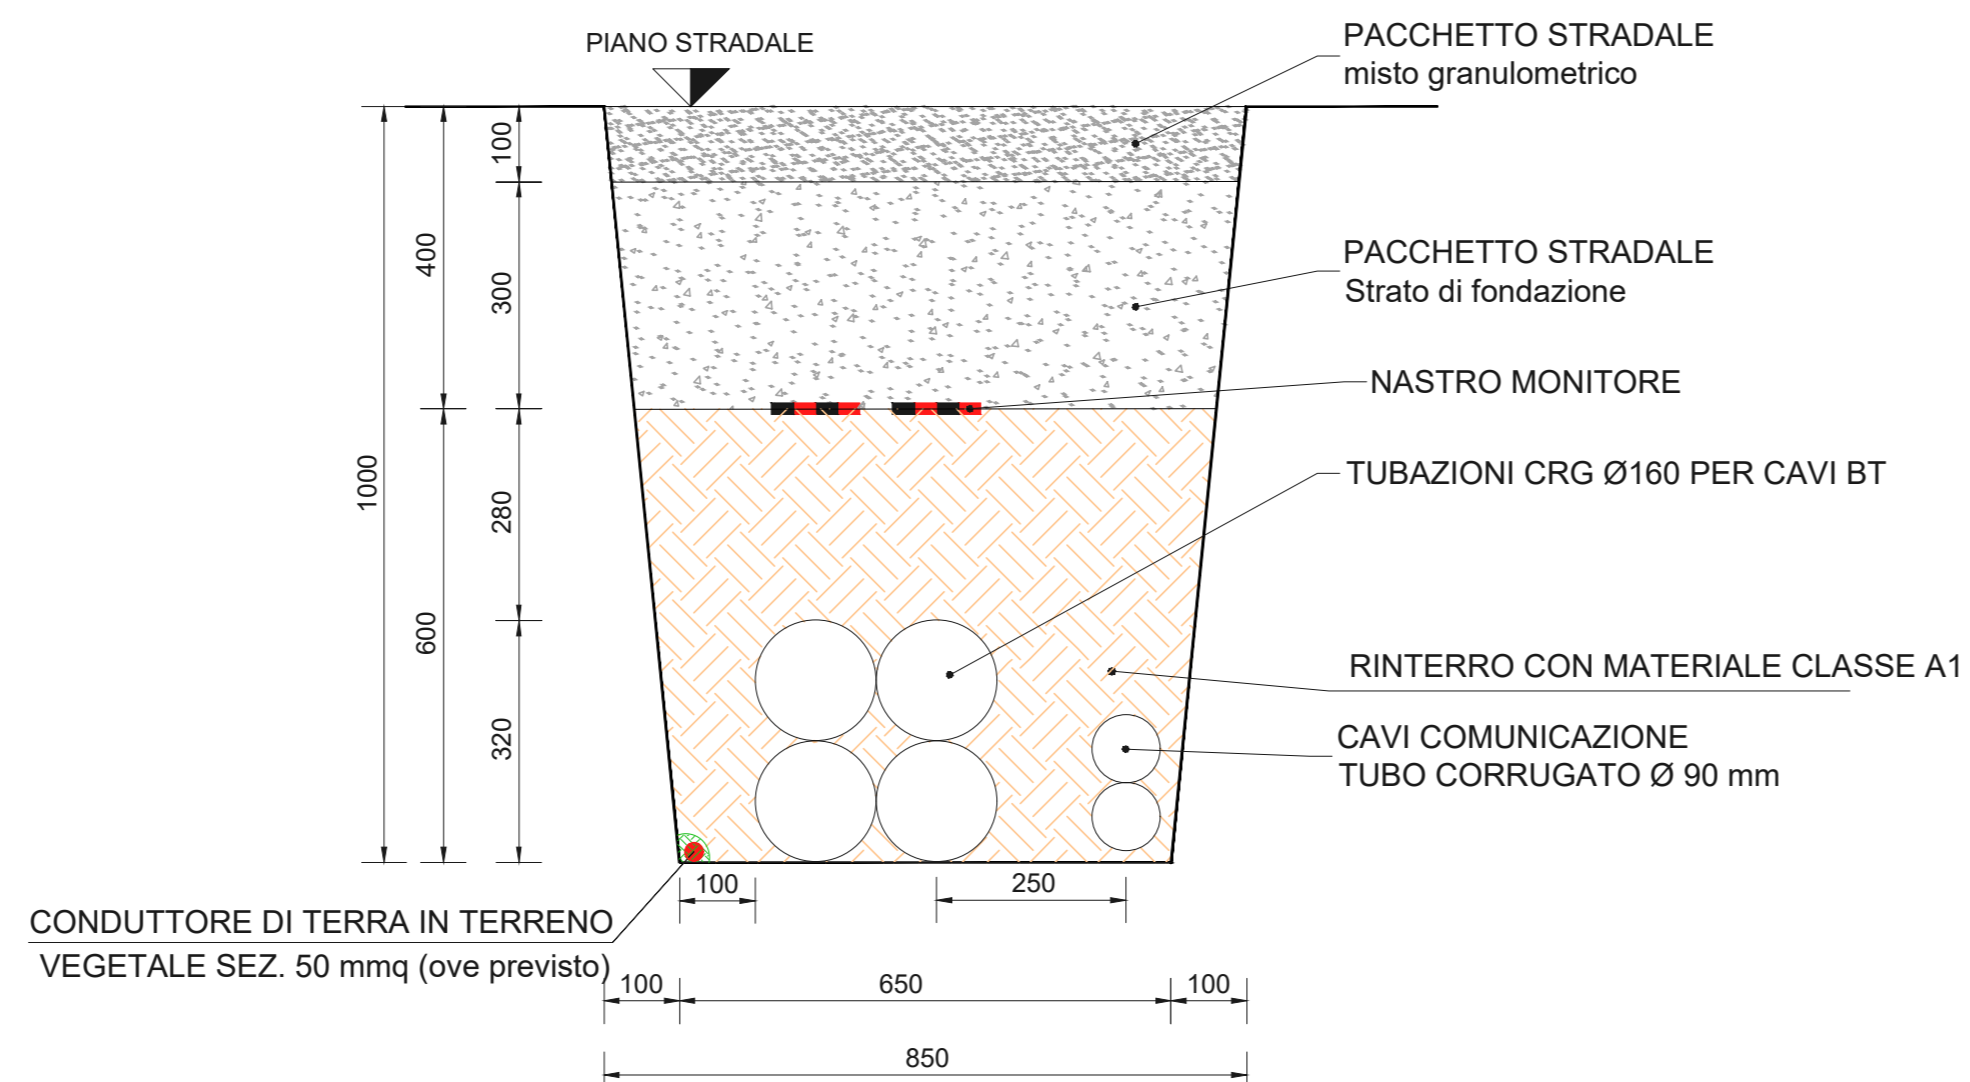 PIANO STRADALE
PACCHETTO STRADALE
misto granulometrico
100
400
300
PACCHETTO STRADALE
Strato di fondazione
NASTRO MONITORE
1000
280
TUBAZIONI CRG Ø160 PER CAVI BT
600
RINTERRO CON MATERIALE CLASSE A1
320
CAVI COMUNICAZIONE
TUBO CORRUGATO Ø 90 mm
100
250
CONDUTTORE DI TERRA IN TERRENO
VEGETALE SEZ. 50 mmq (ove previsto)
100
650
100
850